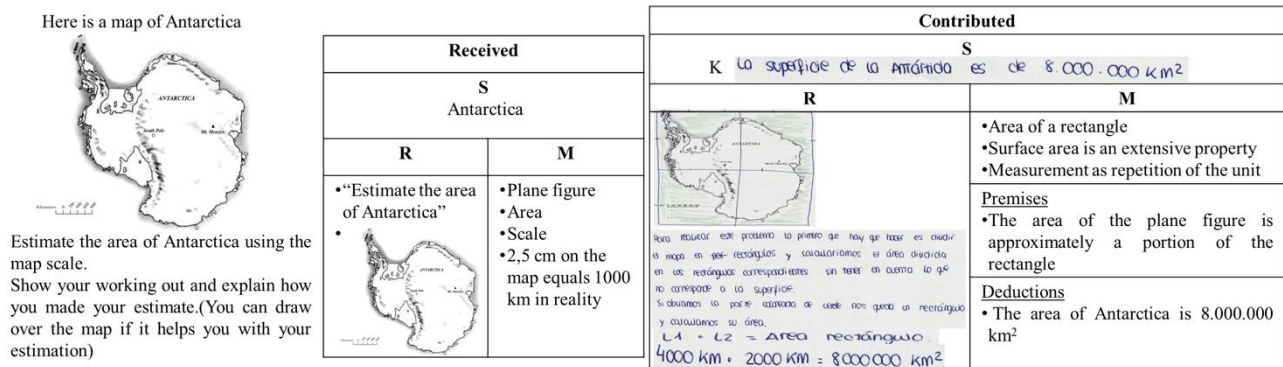 Here is a map of Antarctica
ANTARCTICA
South Pole
Kilometers
Estimate the area of Antarctica using the
map scale.
Show your working out and explain how
you made your estimate.(You can draw
over the map if it helps you with your
estimation)
Received
S
Antarctica
R
M
•“Estimate the area
of Antarctica”
•
•Plane figure
•Area
•Scale
•2,5 cm on the
map equals 1000
km in reality
Contributed
S
K La superficie de la Antártida es de 8.000.000 Km²
R
M
ANTARCTICA
Para realizar este problema lo primero que hay que hacer es dividir
el mapa en rectángulos y calcularíamos el área dividida
en los rectángulos correspondientes sin tener en cuenta lo que
no corresponde a la superficie.
Si obviamos la parte coloreada de verde nos queda un rectángulo
y calculamos su área.
L1 · L2 = Area rectángulo.
4000 KM · 2000 KM = 8000000 KM²
•Area of a rectangle
•Surface area is an extensive property
•Measurement as repetition of the unit
Premises
•The area of the plane figure is
approximately a portion of the
rectangle
Deductions
• The area of Antarctica is 8.000.000
km²